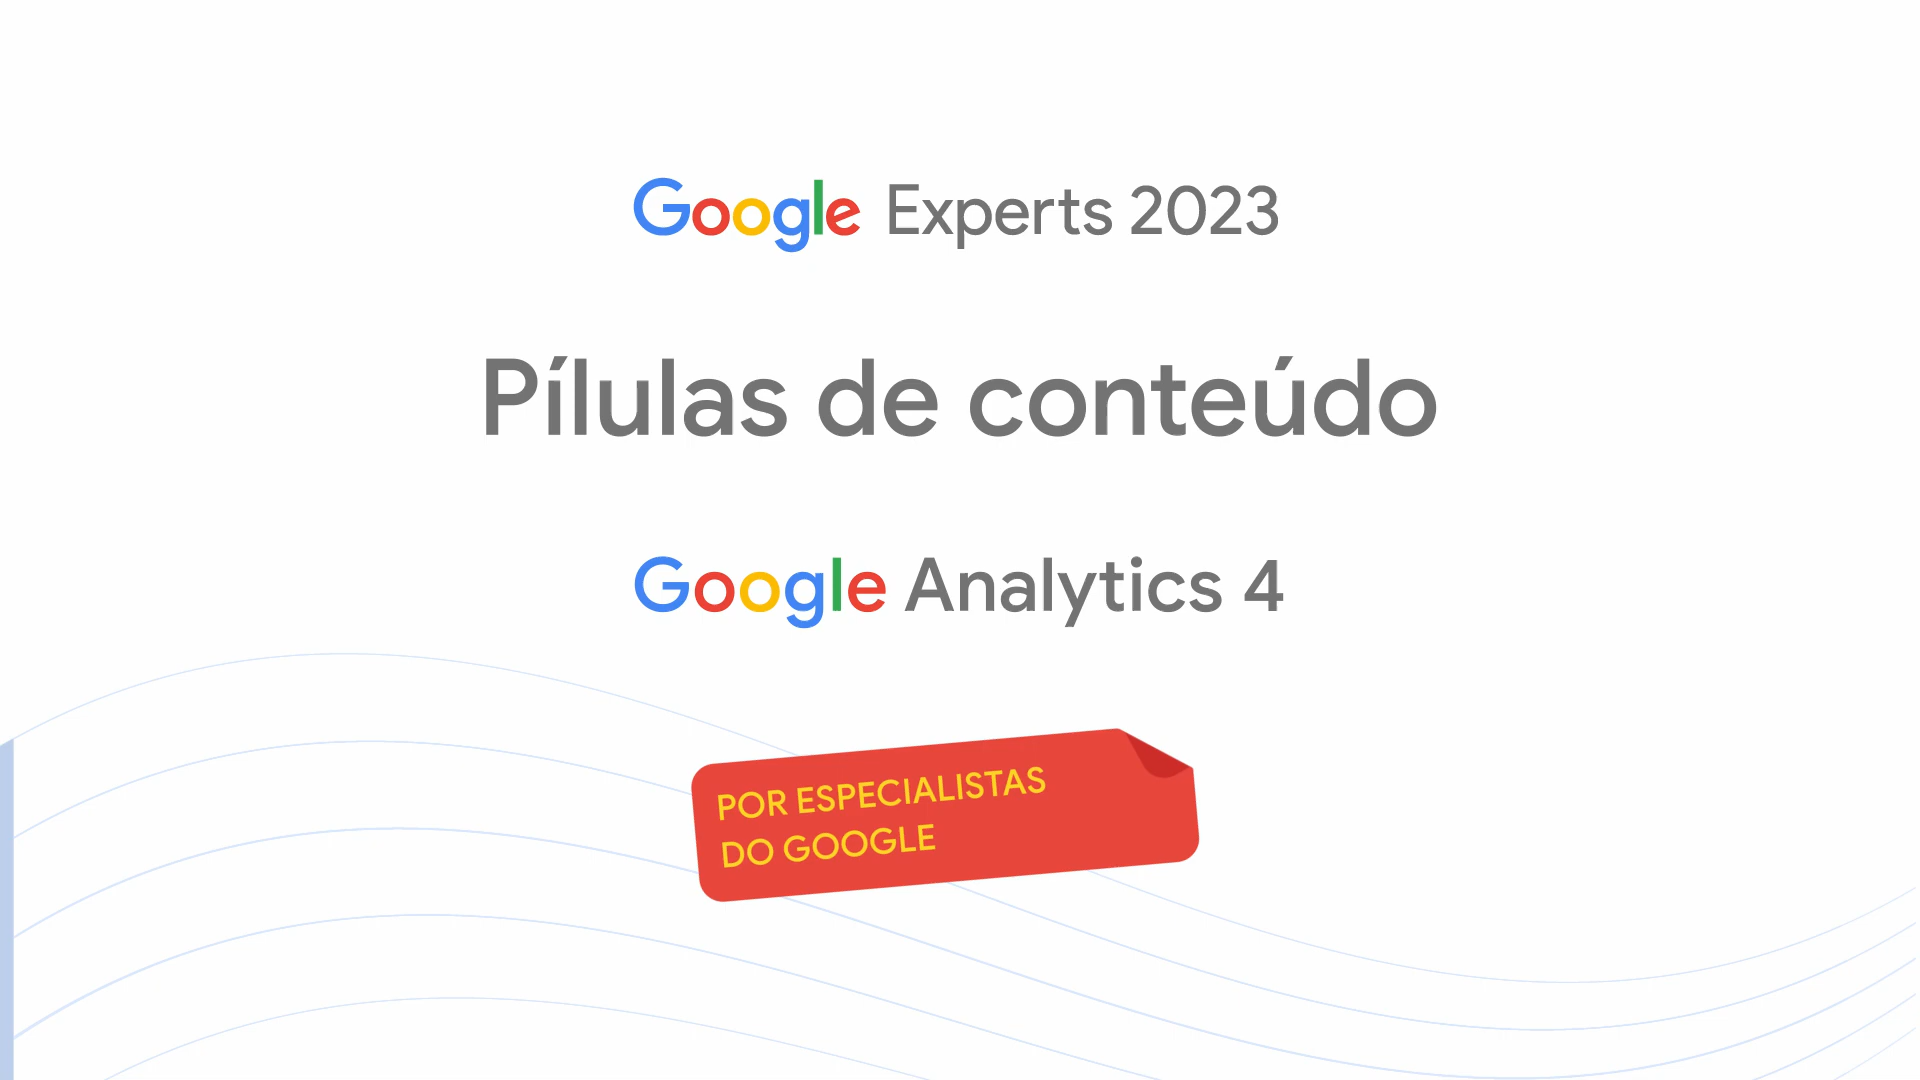 Google Experts 2023
Pílulas de conteúdo
Google Analytics 4
POR ESPECIALISTAS
DO GOOGLE